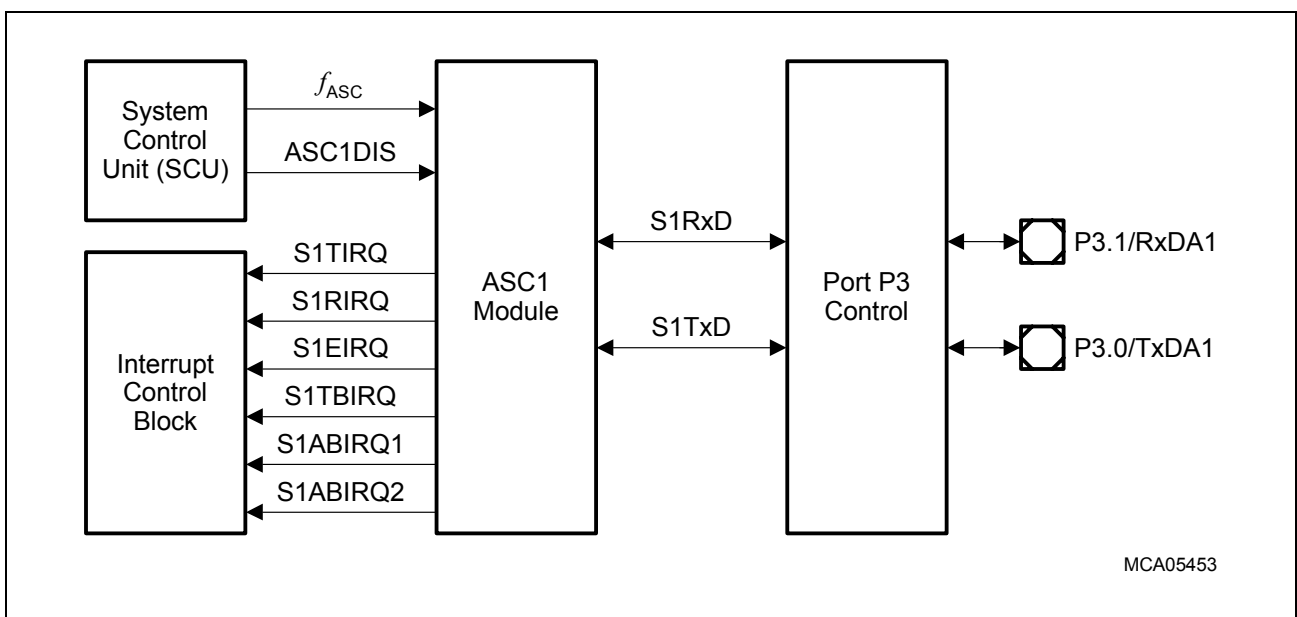 System
Control
Unit (SCU)
fASC
ASC1DIS
Interrupt
Control
Block
S1TIRQ
S1RIRQ
S1EIRQ
S1TBIRQ
S1ABIRQ1
S1ABIRQ2
ASC1
Module
S1RxD
S1TxD
Port P3
Control
P3.1/RxDA1
P3.0/TxDA1
MCA05453